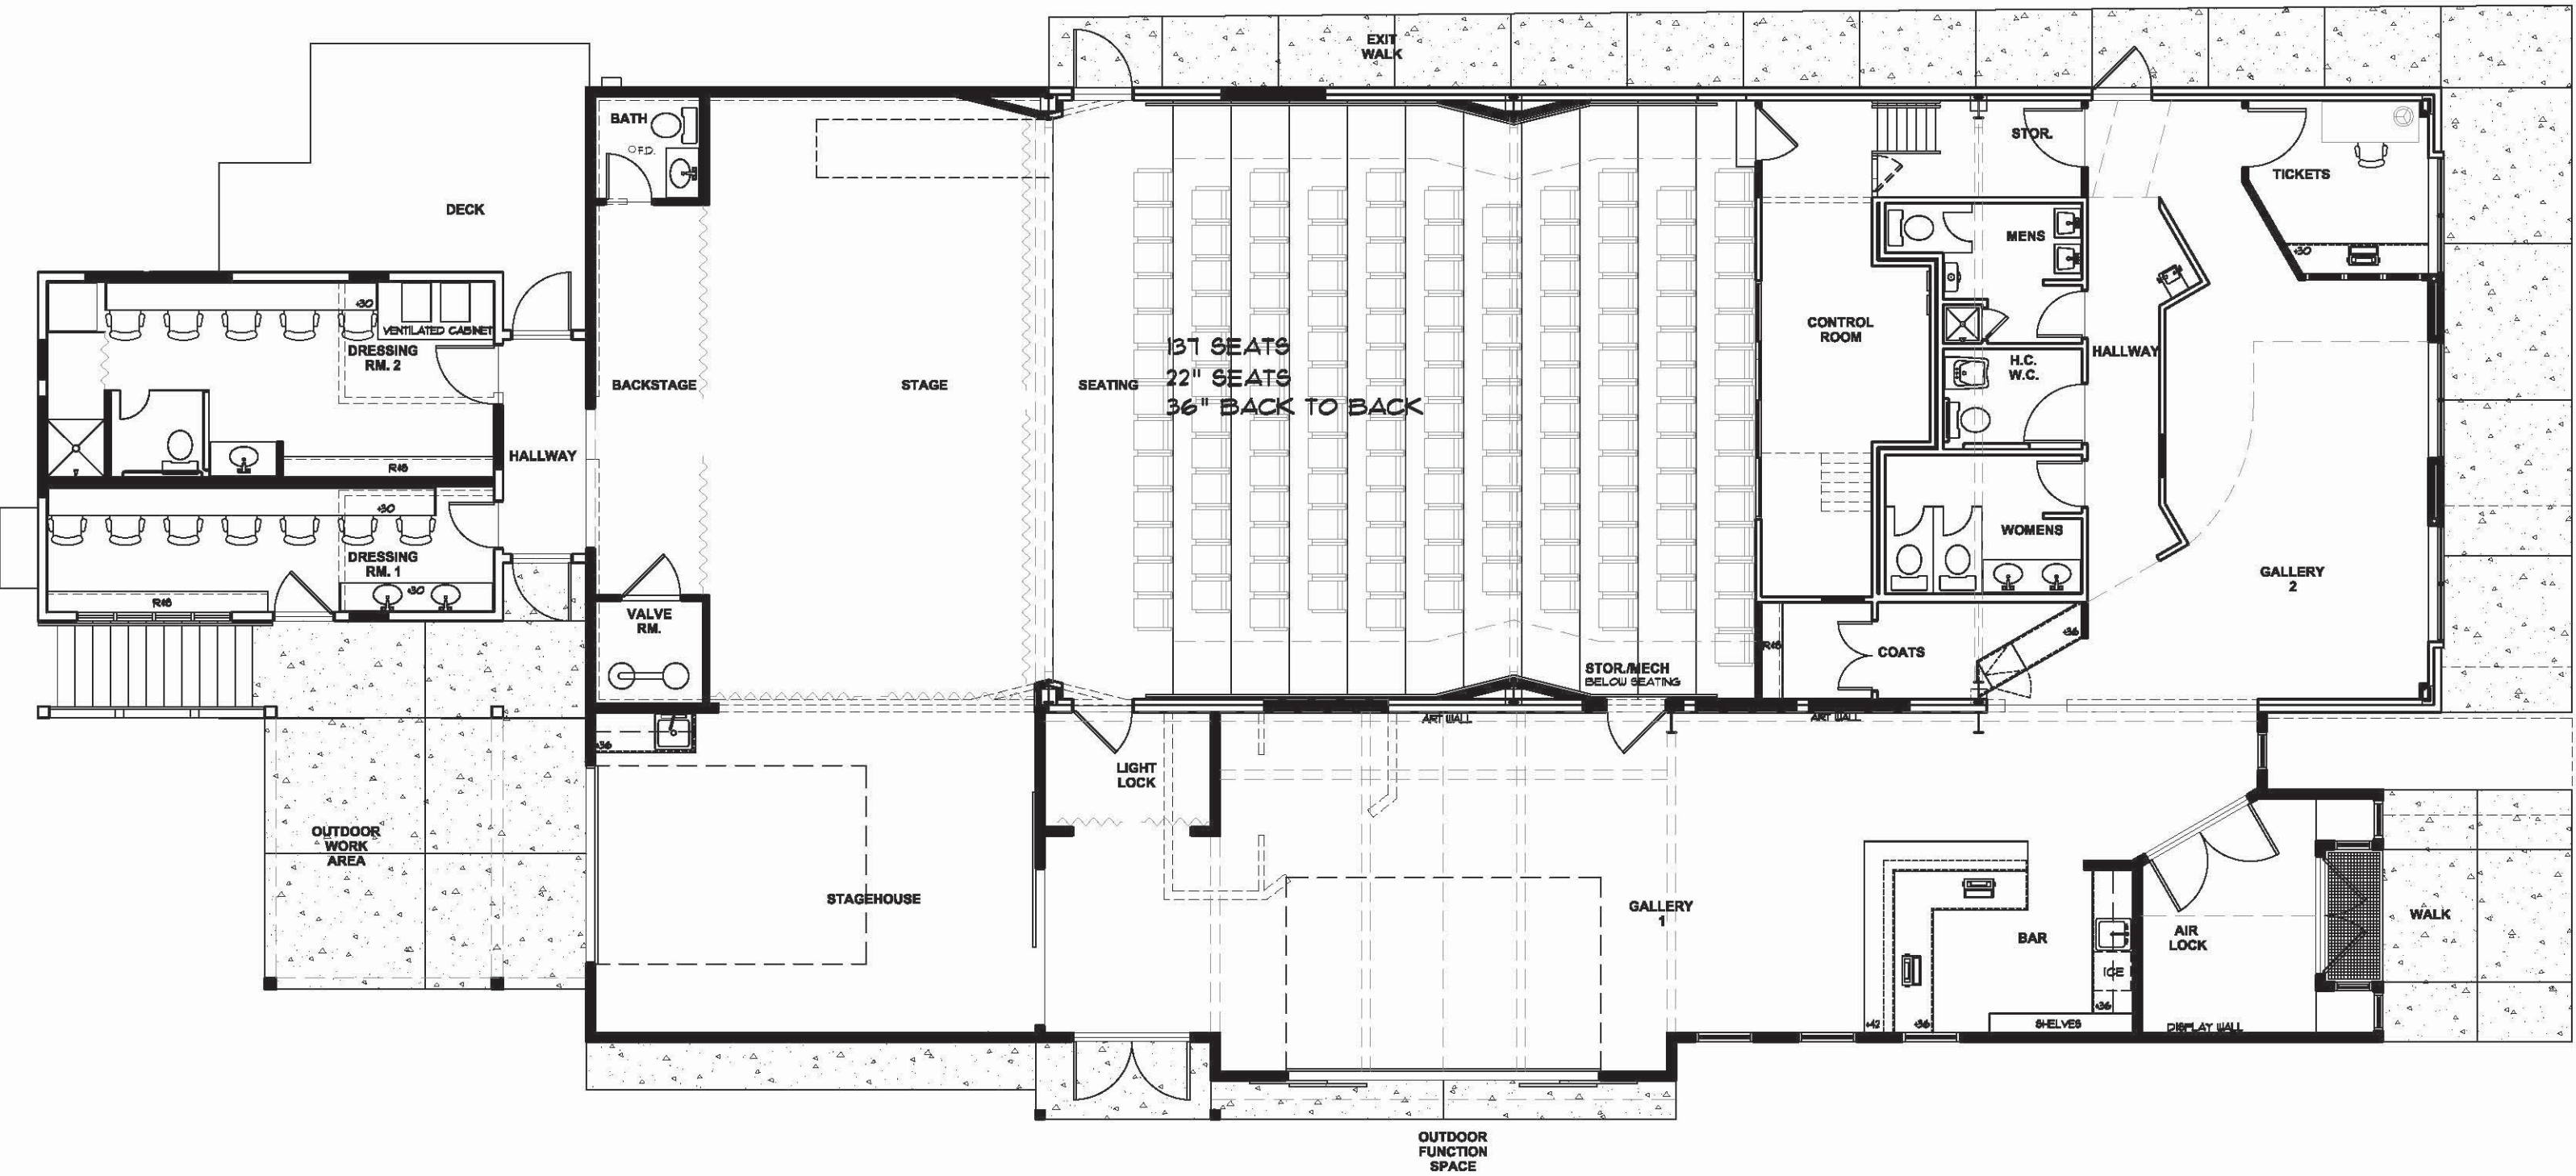 EXIT
WALK
BATH
F.D.
STOR.
TICKETS
DECK
MENS
+30
+30
VENTILATED CABINET
CONTROL
ROOM
DRESSING
RM. 2
137 SEATS
22" SEATS
36" BACK TO BACK
H.C.
W.C.
HALLWAY
BACKSTAGE
STAGE
SEATING
HALLWAY
R&S
+30
WOMENS
DRESSING
RM. 1
GALLERY
2
+30
R&S
VALVE
RM.
+36
R&S
COATS
STOR./MECH
BELOW SEATING
ART WALL
ART WALL
+36
LIGHT
LOCK
OUTDOOR
WORK
AREA
STAGEHOUSE
GALLERY
1
BAR
AIR
LOCK
WALK
ICE
+36
+42
+36
SHELVES
DISPLAY WALL
OUTDOOR
FUNCTION
SPACE